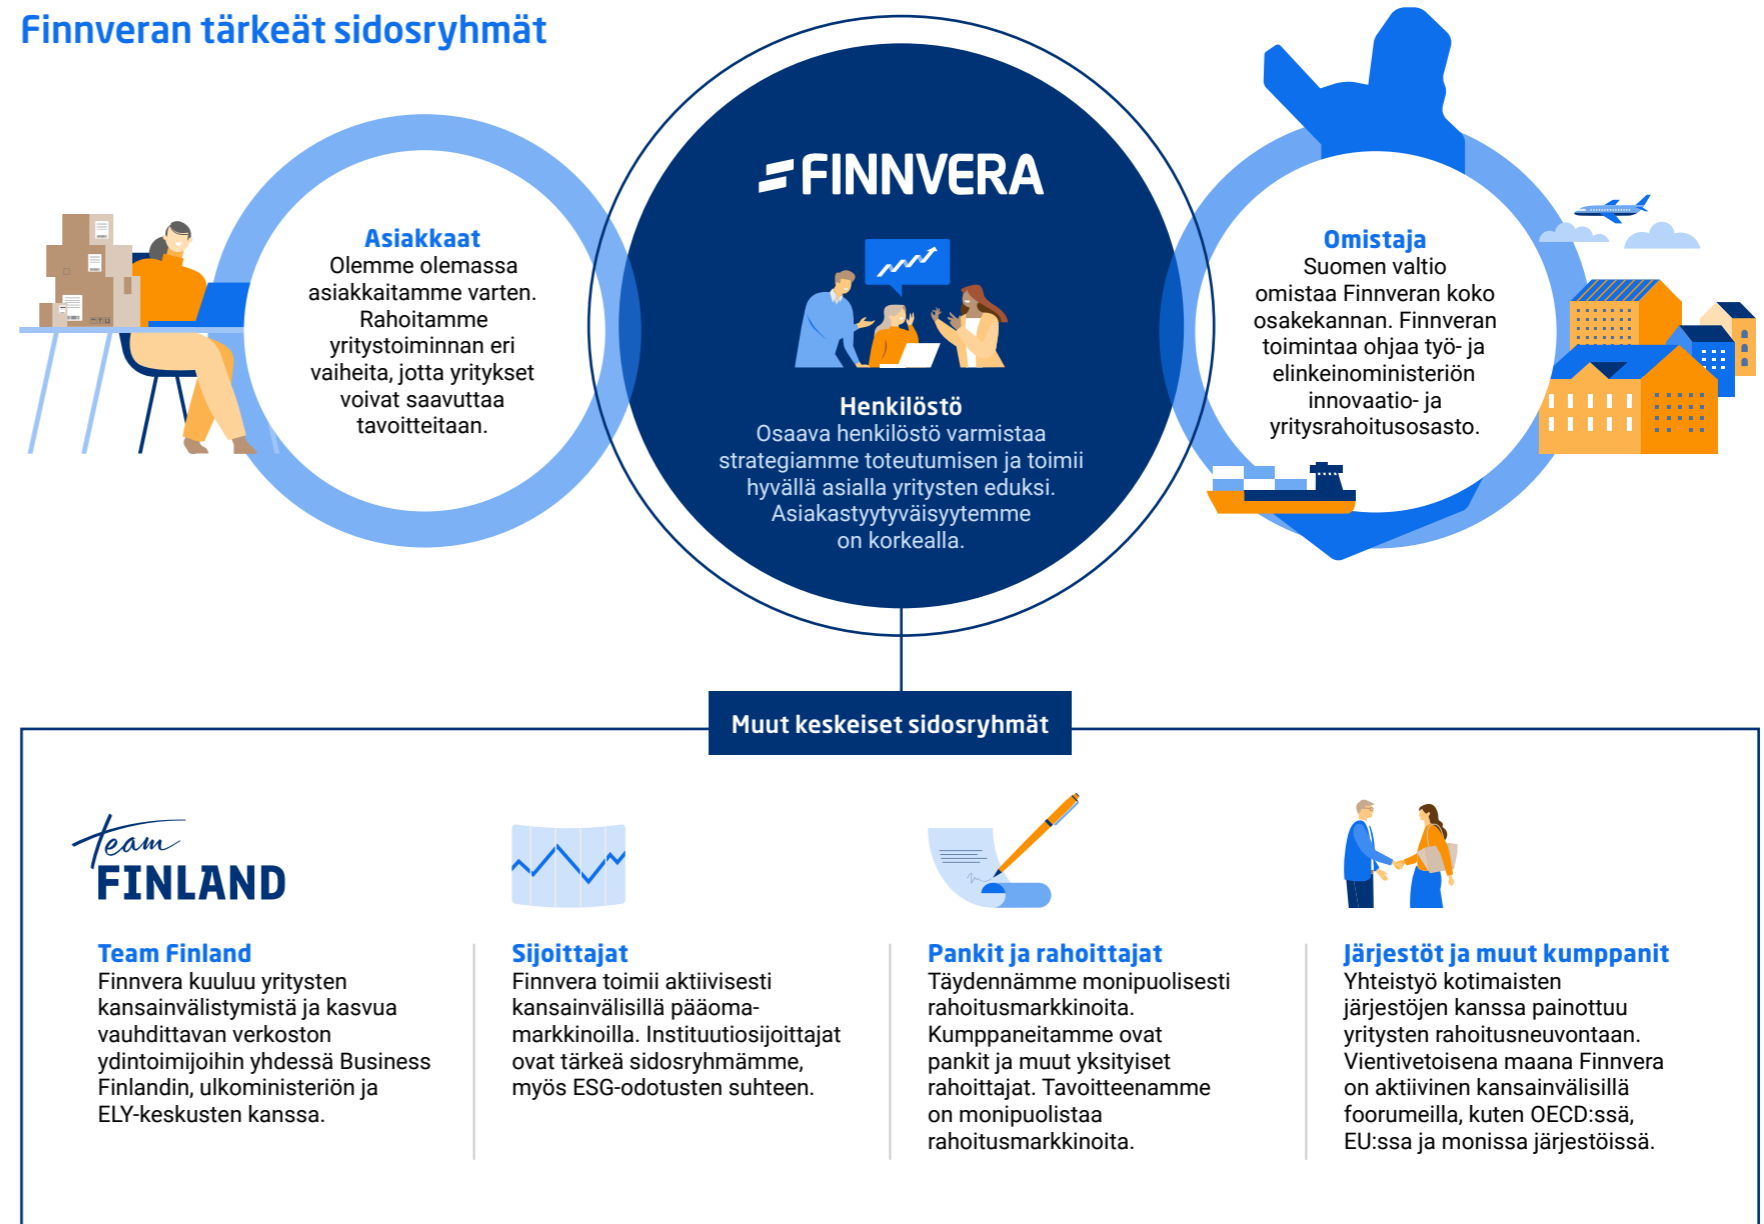 Finnveran tärkeät sidosryhmät
Asiakkaat
Olemme olemassa
asiakkaitamme varten.
Rahoitamme
yritystoiminnan eri
vaiheita, jotta yritykset
voivat saavuttaa
tavoitteitaan.
FINNVERA
Henkilöstö
Osaava henkilöstö varmistaa
strategiamme toteutumisen ja toimii
hyvällä asialla yritysten eduksi.
Asiakastyytyväisyytemme
on korkealla.
Omistaja
Suomen valtio
omistaa Finnveran koko
osakekannan. Finnveran
toimintaa ohjaa työ- ja
elinkeinoministeriön
innovaatio- ja
yritysrahoitusosasto.
Muut keskeiset sidosryhmät
team
FINLAND
Team Finland
Finnvera kuuluu yritysten
kansainvälistymistä ja kasvua
vauhdittavan verkoston
ydintoimijoihin yhdessä Business
Finlandin, ulkoministeriön ja
ELY-keskusten kanssa.
Sijoittajat
Finnvera toimii aktiivisesti
kansainvälisillä pääoma-
markkinoilla. Instituutiosijoittajat
ovat tärkeä sidosryhmämme,
myös ESG-odotusten suhteen.
Pankit ja rahoittajat
Täydennämme monipuolisesti
rahoitusmarkkinoita.
Kumppaneitamme ovat
pankit ja muut yksityiset
rahoittajat. Tavoitteenamme
on monipuolistaa
rahoitusmarkkinoita.
Järjestöt ja muut kumppanit
Yhteistyö kotimaisten
järjestöjen kanssa painottuu
yritysten rahoitusneuvontaan.
Vientivetoisena maana Finnvera
on aktiivinen kansainvälisillä
foorumeilla, kuten OECD:ssä,
EU:ssa ja monissa järjestöissä.